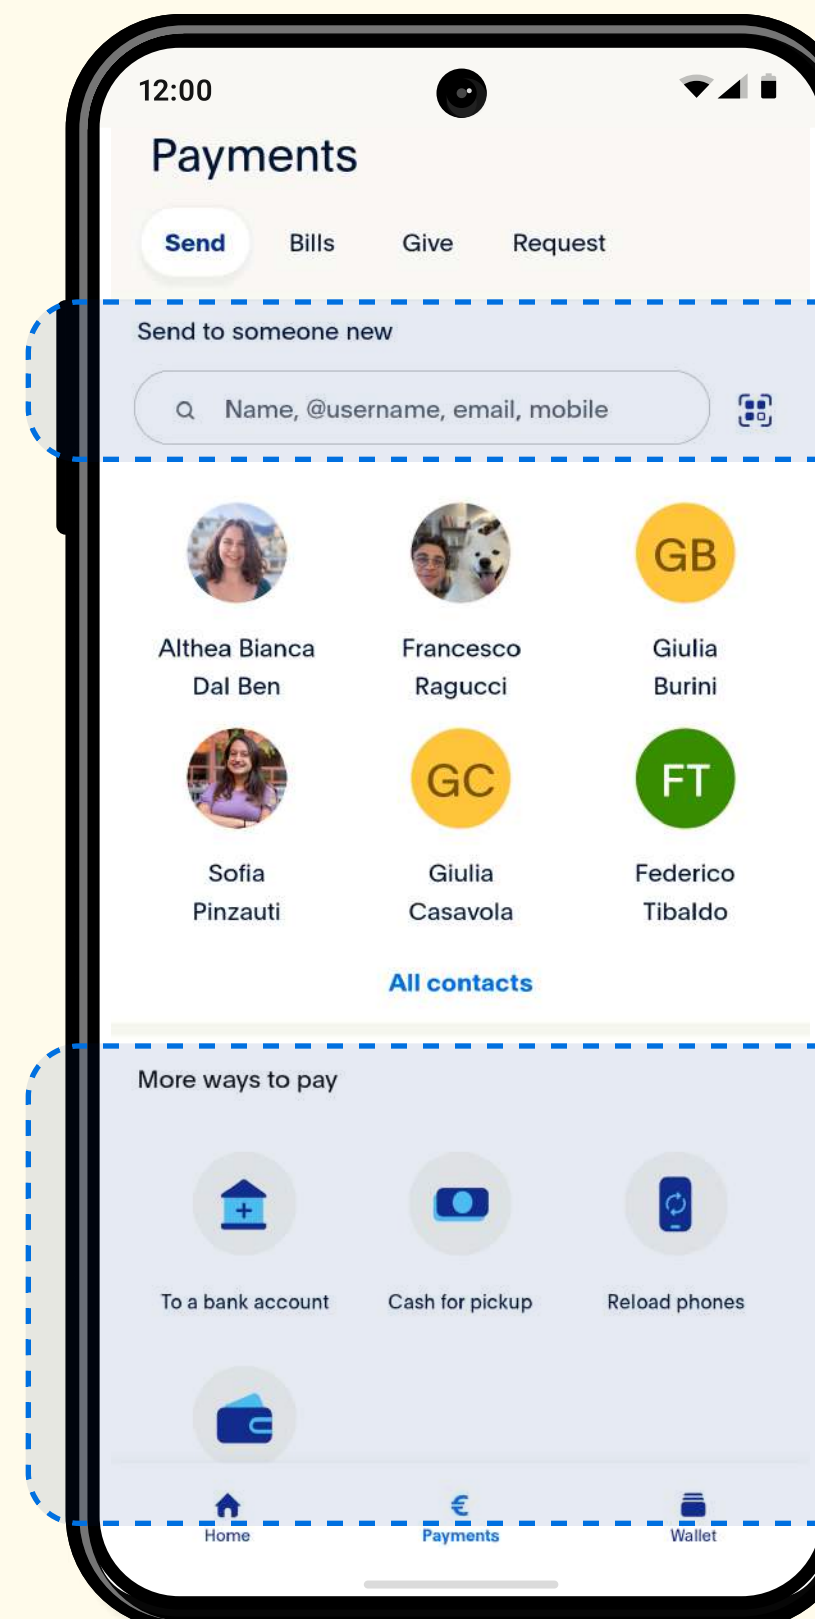 12:00
Payments
Send Bills Give Request
Send to someone new
Name, @username, email, mobile
GB
Althea Bianca
Dal Ben
Francesco
Ragucci
Giulia
Burini
GC
FT
Sofia
Pinzauti
Giulia
Casavola
Federico
Tibaldo
All contacts
More ways to pay
To a bank account
Cash for pickup
Reload phones
€
Home Payments Wallet